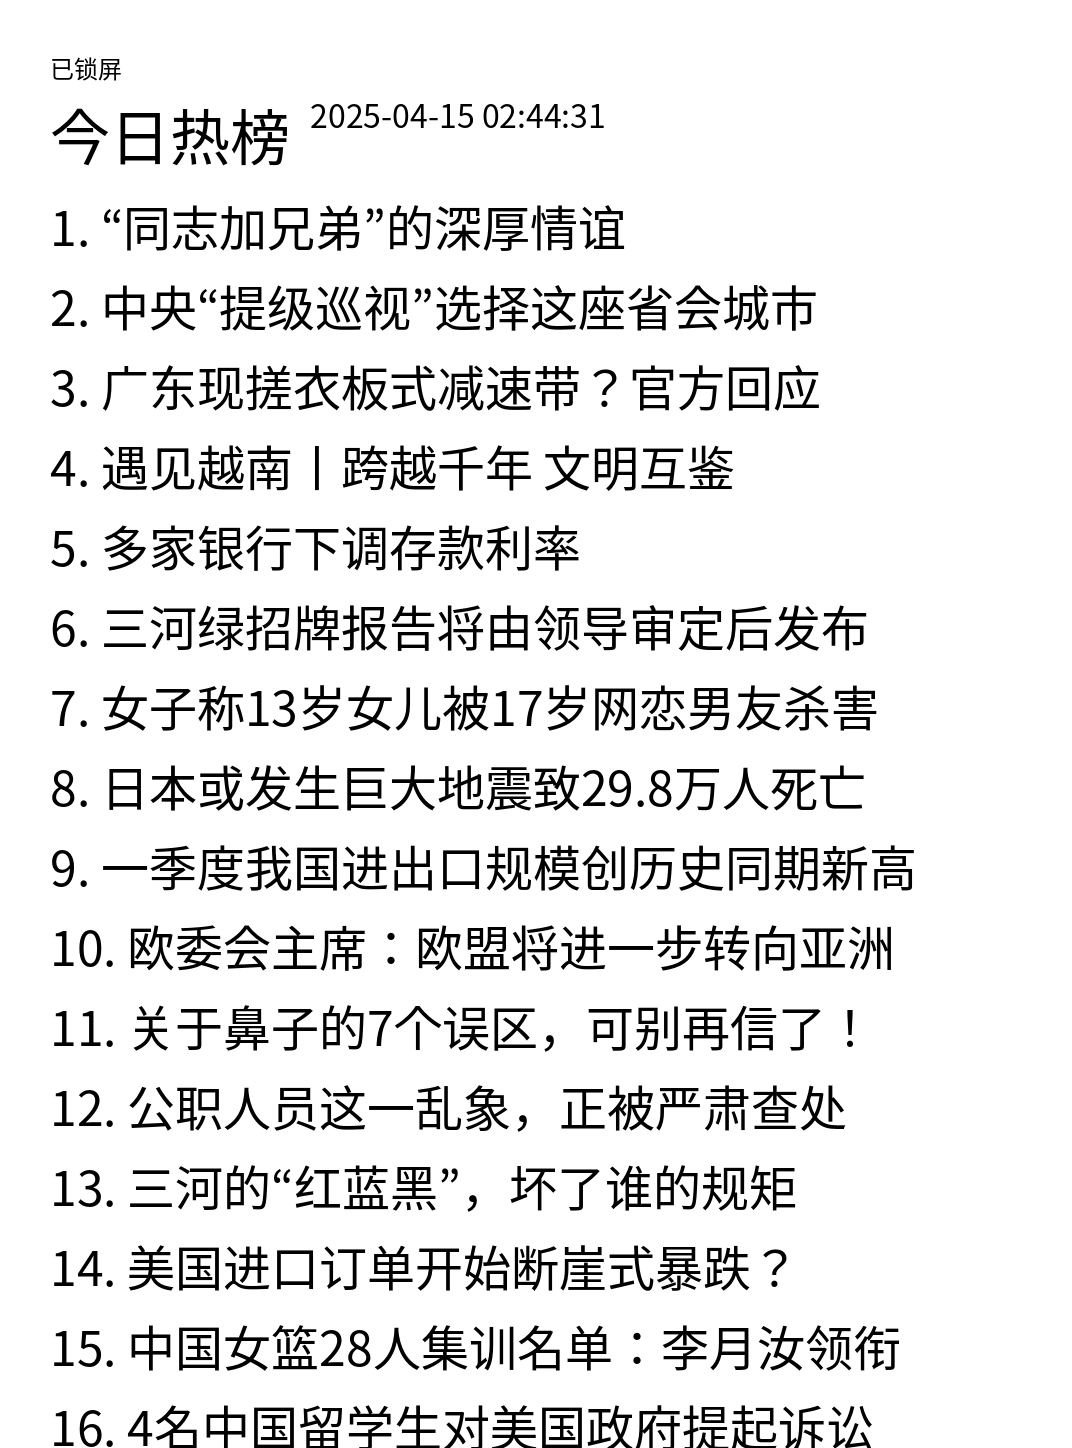 已锁屏
今日热榜 2025-04-15 02:44:31
1. “同志加兄弟”的深厚情谊
2. 中央“提级巡视”选择这座省会城市
3. 广东现搓衣板式减速带？官方回应
4. 遇见越南丨跨越千年 文明互鉴
5. 多家银行下调存款利率
6. 三河绿招牌报告将由领导审定后发布
7. 女子称13岁女儿被17岁网恋男友杀害
8. 日本或发生巨大地震致29.8万人死亡
9. 一季度我国进出口规模创历史同期新高
10. 欧委会主席：欧盟将进一步转向亚洲
11. 关于鼻子的7个误区，可别再信了！
12. 公职人员这一乱象，正被严肃查处
13. 三河的“红蓝黑”，坏了谁的规矩
14. 美国进口订单开始断崖式暴跌？
15. 中国女篮28人集训名单：李月汝领衔
16. 4名中国留学生对美国政府提起诉讼